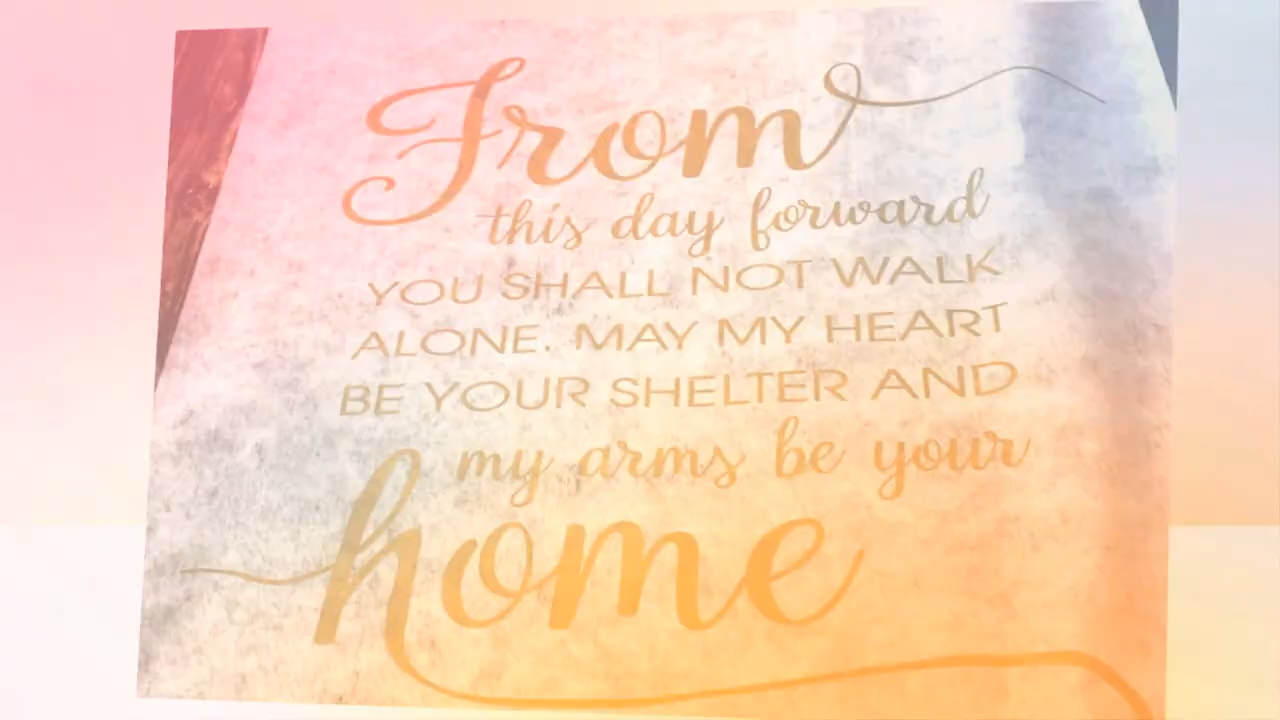 From
this day forward
YOU SHALL NOT WALK
ALONE. MAY MY HEART
BE YOUR SHELTER AND
my arms be your
home